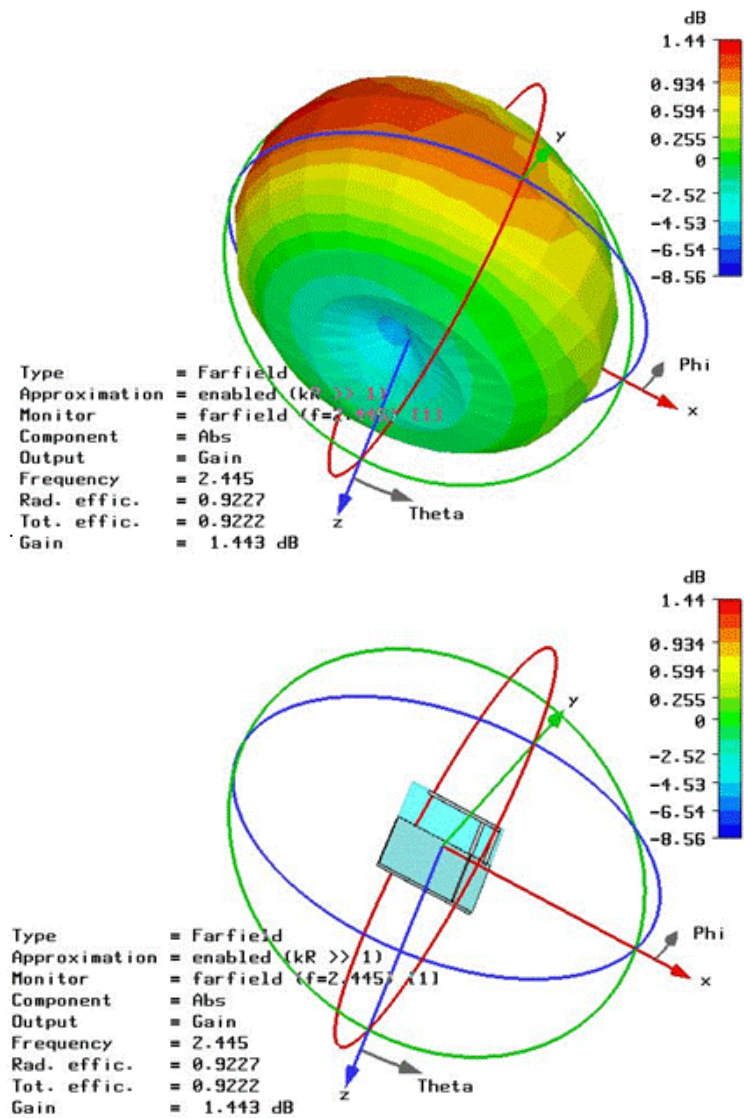 dB
1.44
0.934
0.594
0.255
0
-2.52
-4.53
-6.54
-8.56
y
Phi
x
Type = Farfield
Approximation = enabled (kR >> 1)
Monitor = farfield (f=2.445) [1]
Component = Abs
Output = Gain
Frequency = 2.445
Rad. effic. = 0.9227
Tot. effic. = 0.9222
Gain = 1.443 dB
Theta
z
dB
1.44
0.934
0.594
0.255
0
-2.52
-4.53
-6.54
-8.56
y
Phi
x
Type = Farfield
Approximation = enabled (kR >> 1)
Monitor = farfield (f=2.445) [1]
Component = Abs
Output = Gain
Frequency = 2.445
Rad. effic. = 0.9227
Tot. effic. = 0.9222
Gain = 1.443 dB
Theta
z